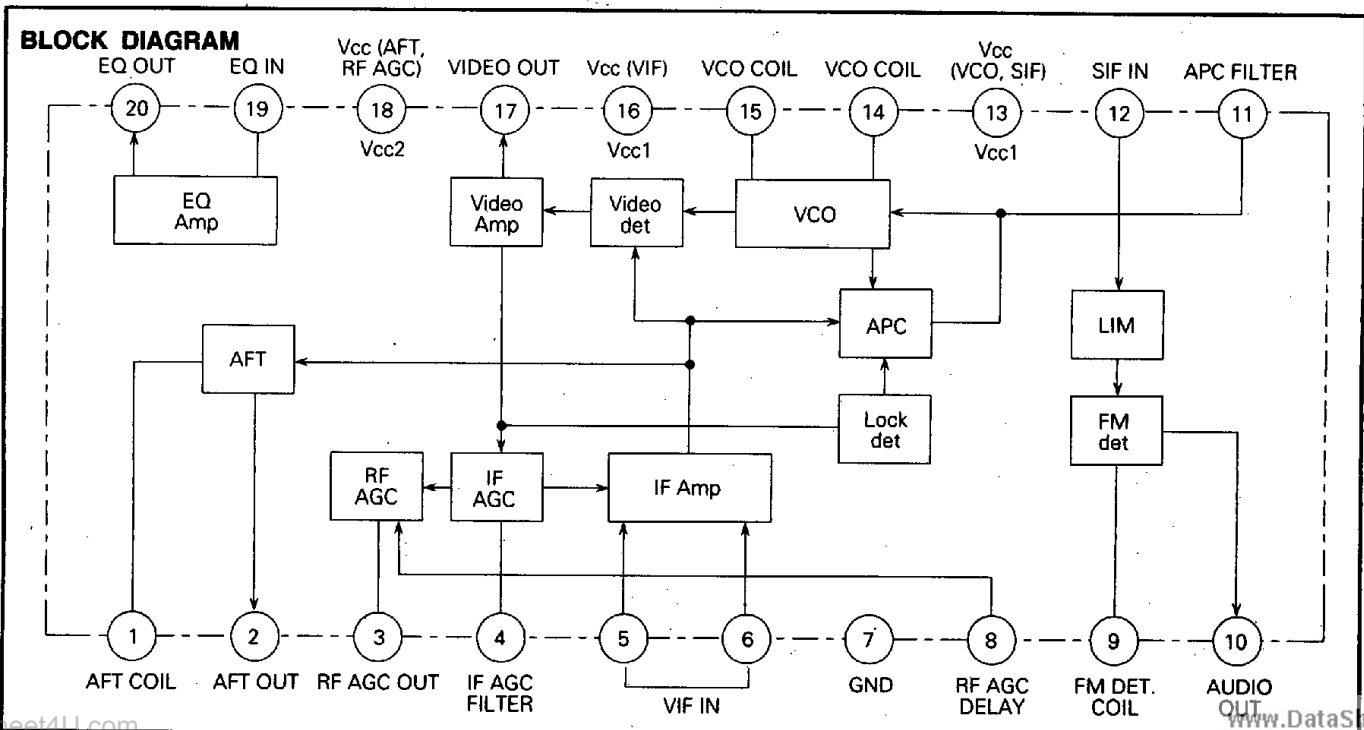 BLOCK DIAGRAM
EQ OUT
EQ IN
Vcc (AFT,
RF AGC)
VIDEO OUT
Vcc (VIF)
VCO COIL
VCO COIL
Vcc
(VCO, SIF)
SIF IN
APC FILTER
20
19
18
17
16
15
14
13
12
11
Vcc2
Vcc1
Vcc1
EQ
Amp
Video
Amp
Video
det
VCO
APC
LIM
AFT
Lock
det
FM
det
RF
AGC
IF
AGC
IF Amp
1
2
3
4
5
6
7
8
9
10
AFT COIL
AFT OUT
RF AGC OUT
IF AGC
FILTER
VIF IN
GND
RF AGC
DELAY
FM DET.
COIL
AUDIO
OUT
eet4U.com
www.DataSh